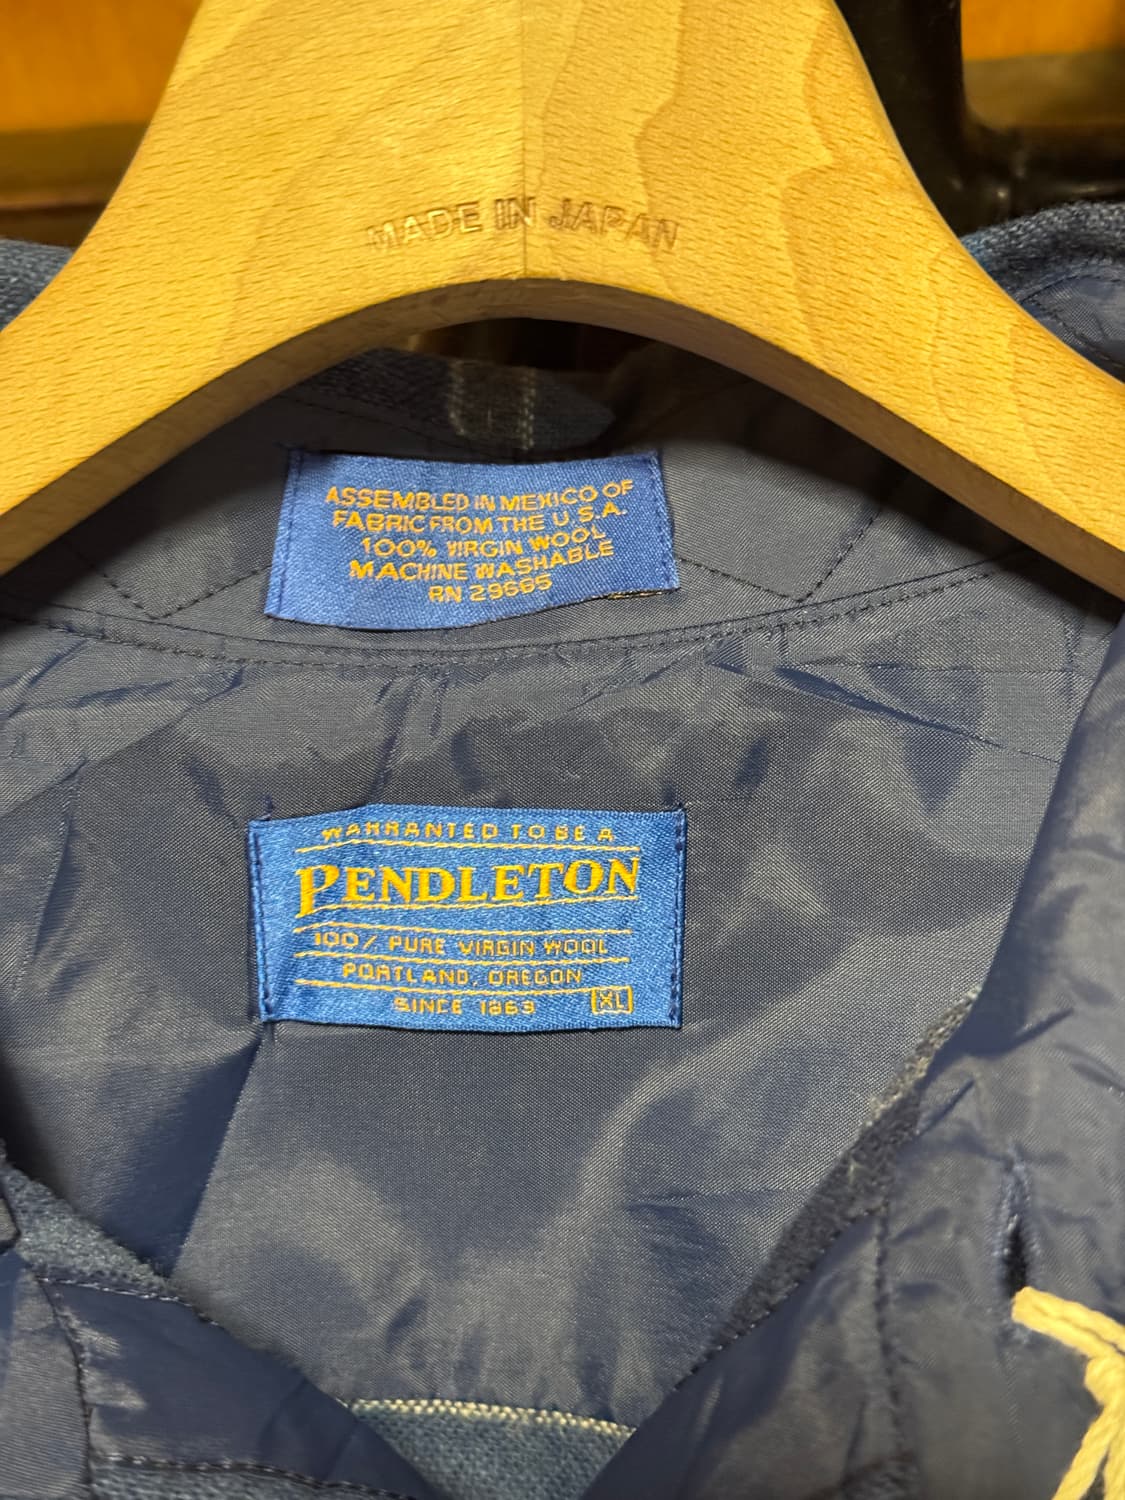 MADE IN JAPAN
ASSEMBLED IN MEXICO OF
FABRIC FROM THE U.S.A.
100% VIRGIN WOOL
MACHINE WASHABLE
RN 29665
WARRANTED TO BE A
PENDLETON
100% PURE VIRGIN WOOL
PORTLAND, OREGON
SINCE 1863 XL